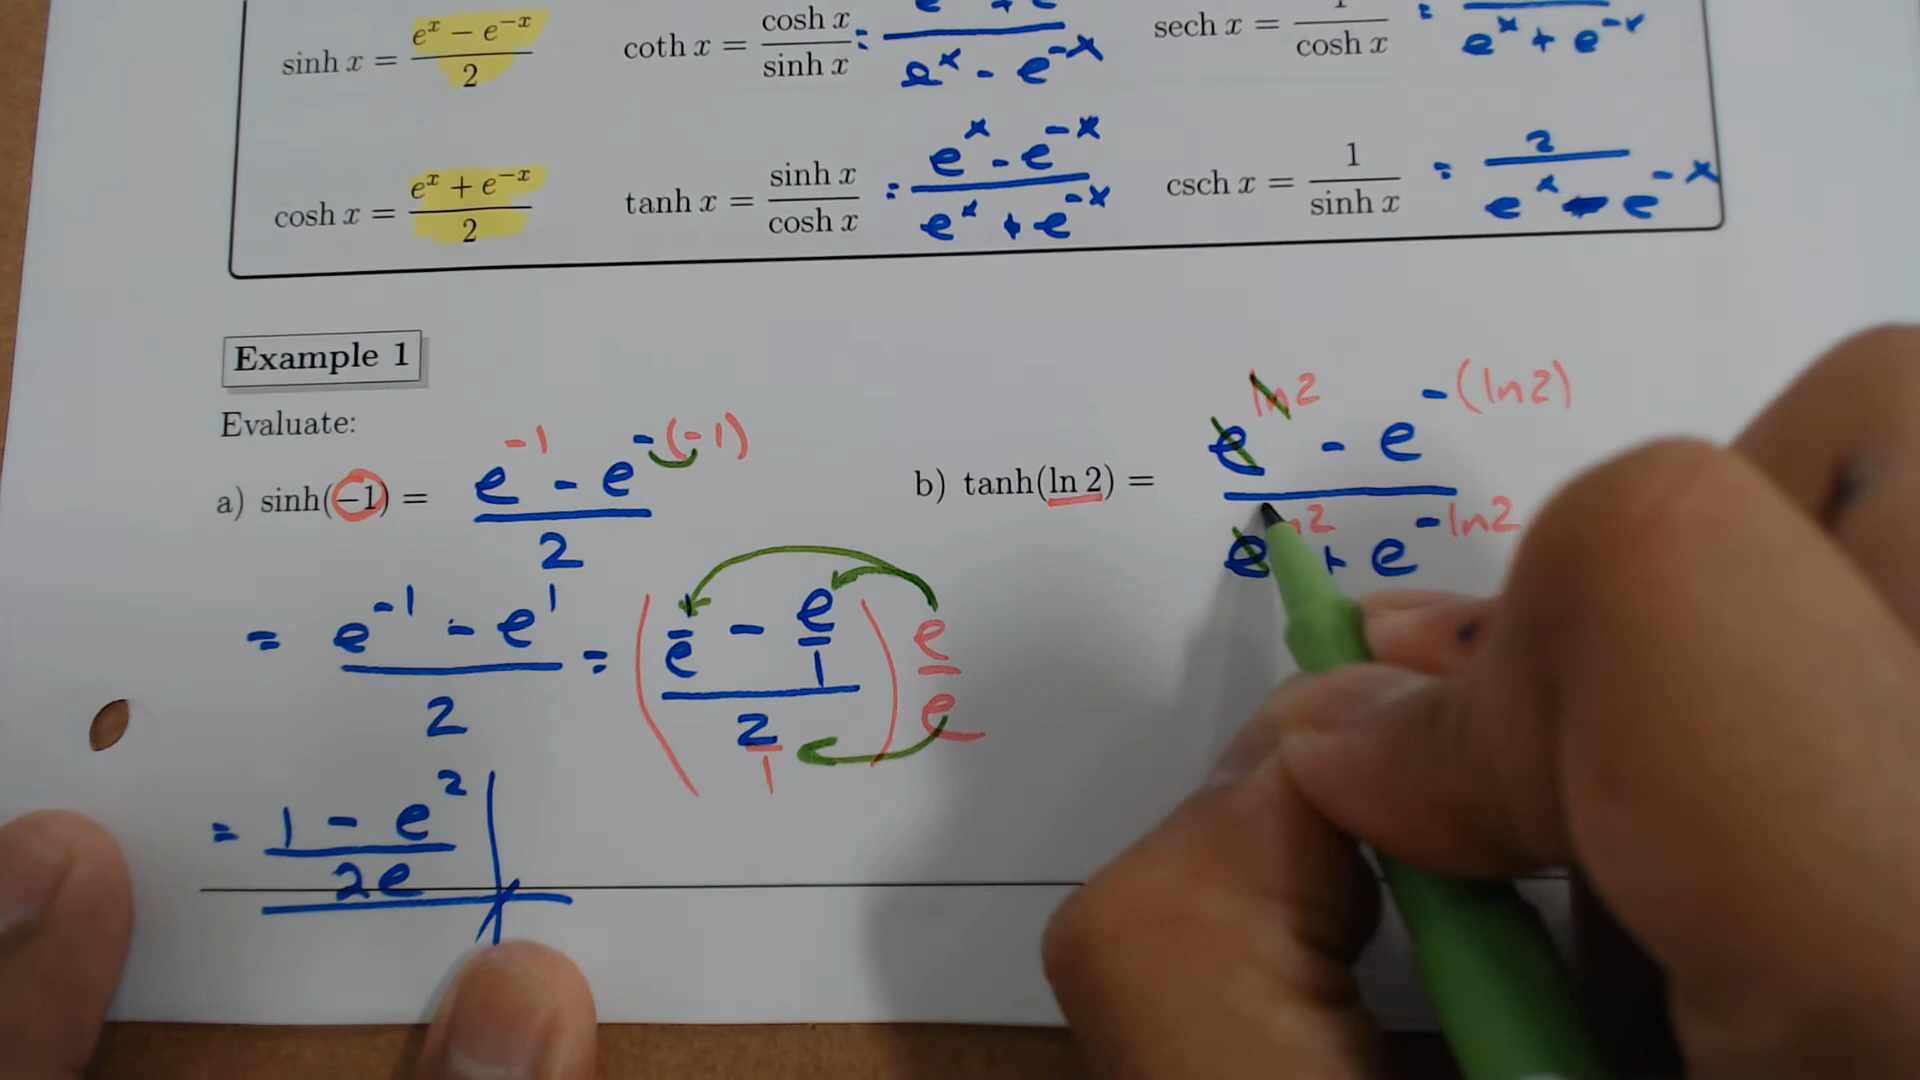 sinh x = e^x − e^−x / 2    coth x = cosh x / sinh x = / e^x - e^-x    sech x = 1 / cosh x = / e^x + e^-x
cosh x = e^x + e^−x / 2    tanh x = sinh x / cosh x = e^x - e^-x / e^x + e^-x    csch x = 1 / sinh x = 2 / e^x - e^-x
Example 1
Evaluate:
a) sinh(−1) = e^-1 - e^-(-1) / 2
= e^-1 - e^1 / 2 = ( 1/e - e/1 / 2/1 ) e/e
= 1 - e^2 / 2e
b) tanh(ln 2) = e^ln2 - e^-(ln2) / e^ln2 + e^-ln2